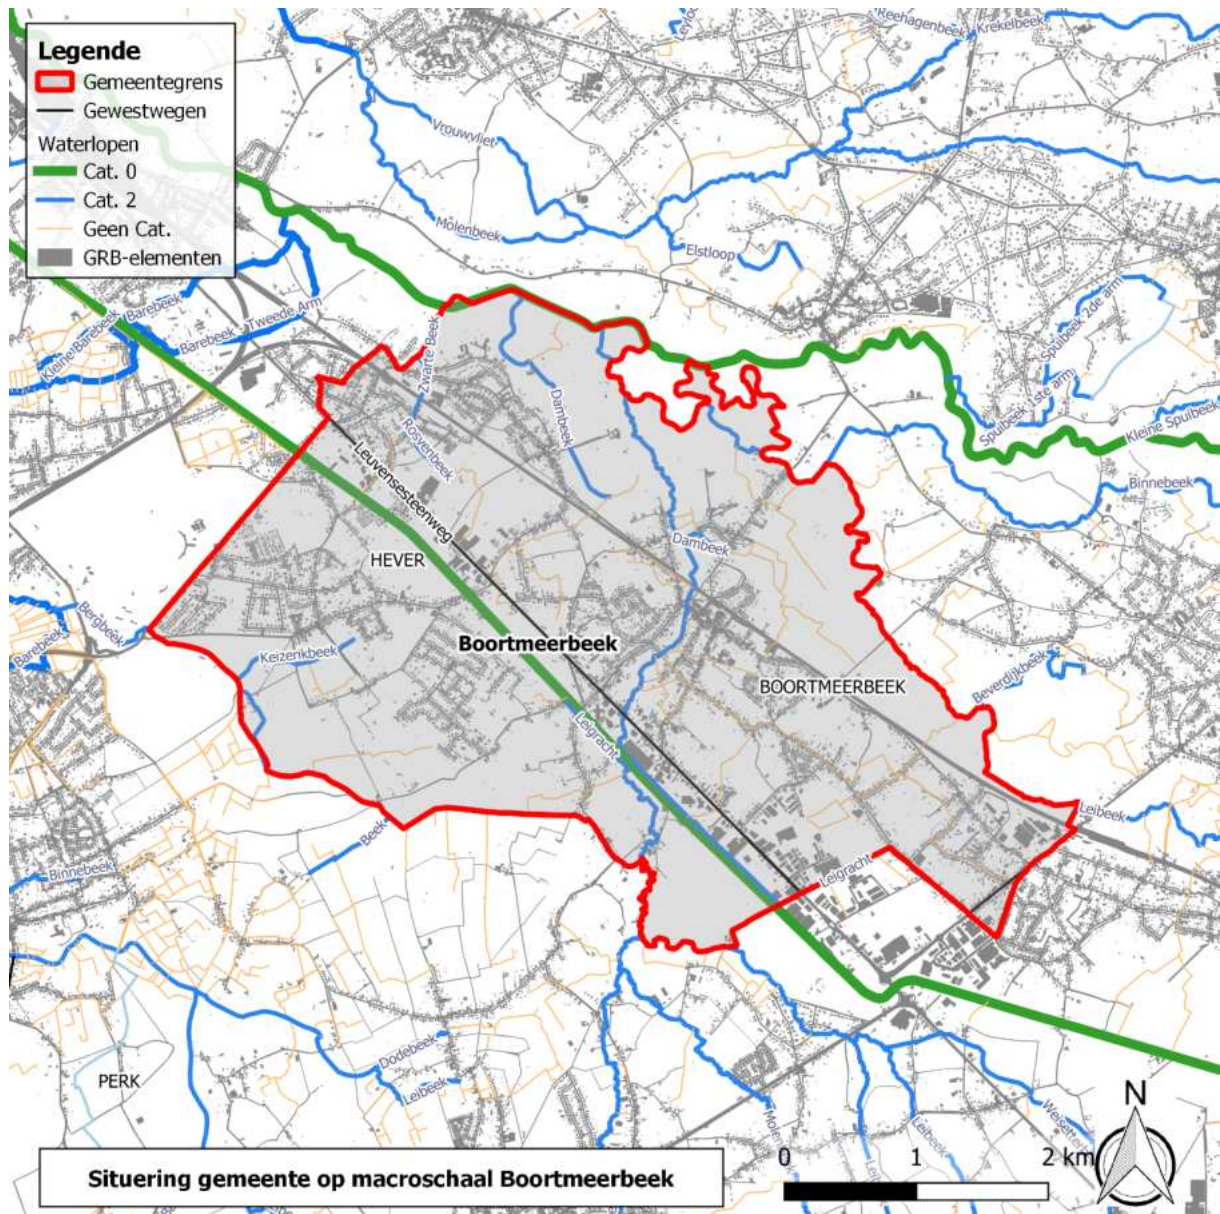 Legende
Gemeentegrens
Gewestwegen
Waterlopen
Cat. 0
Cat. 2
Geen Cat.
GRB-elementen
Reehagenbeek
Krekelbeek
Vrouwvliet
Molenbeek
Elstloop
Kleine Barebeek
Barebeek
Barebeek - Tweede Arm
Zwarte Beek
Dambeek
Rosvenbeek
Leuvensesteenweg
Spuibeek 2de arm
Spuibeek 1ste arm
Kleine Spuibeek
Binnebeek
Dambeek
HEVER
Bergbeek
Barebeek
Keizerikbeek
Boortmeerbeek
BOORTMEERBEEK
Beverdijkbeek
Leigracht
Leibeek
Beek
Binnebeek
Leigracht
Dodebeek
Leibeek
PERK
Leibeek
N
0 1 2 km
Situering gemeente op macroschaal Boortmeerbeek